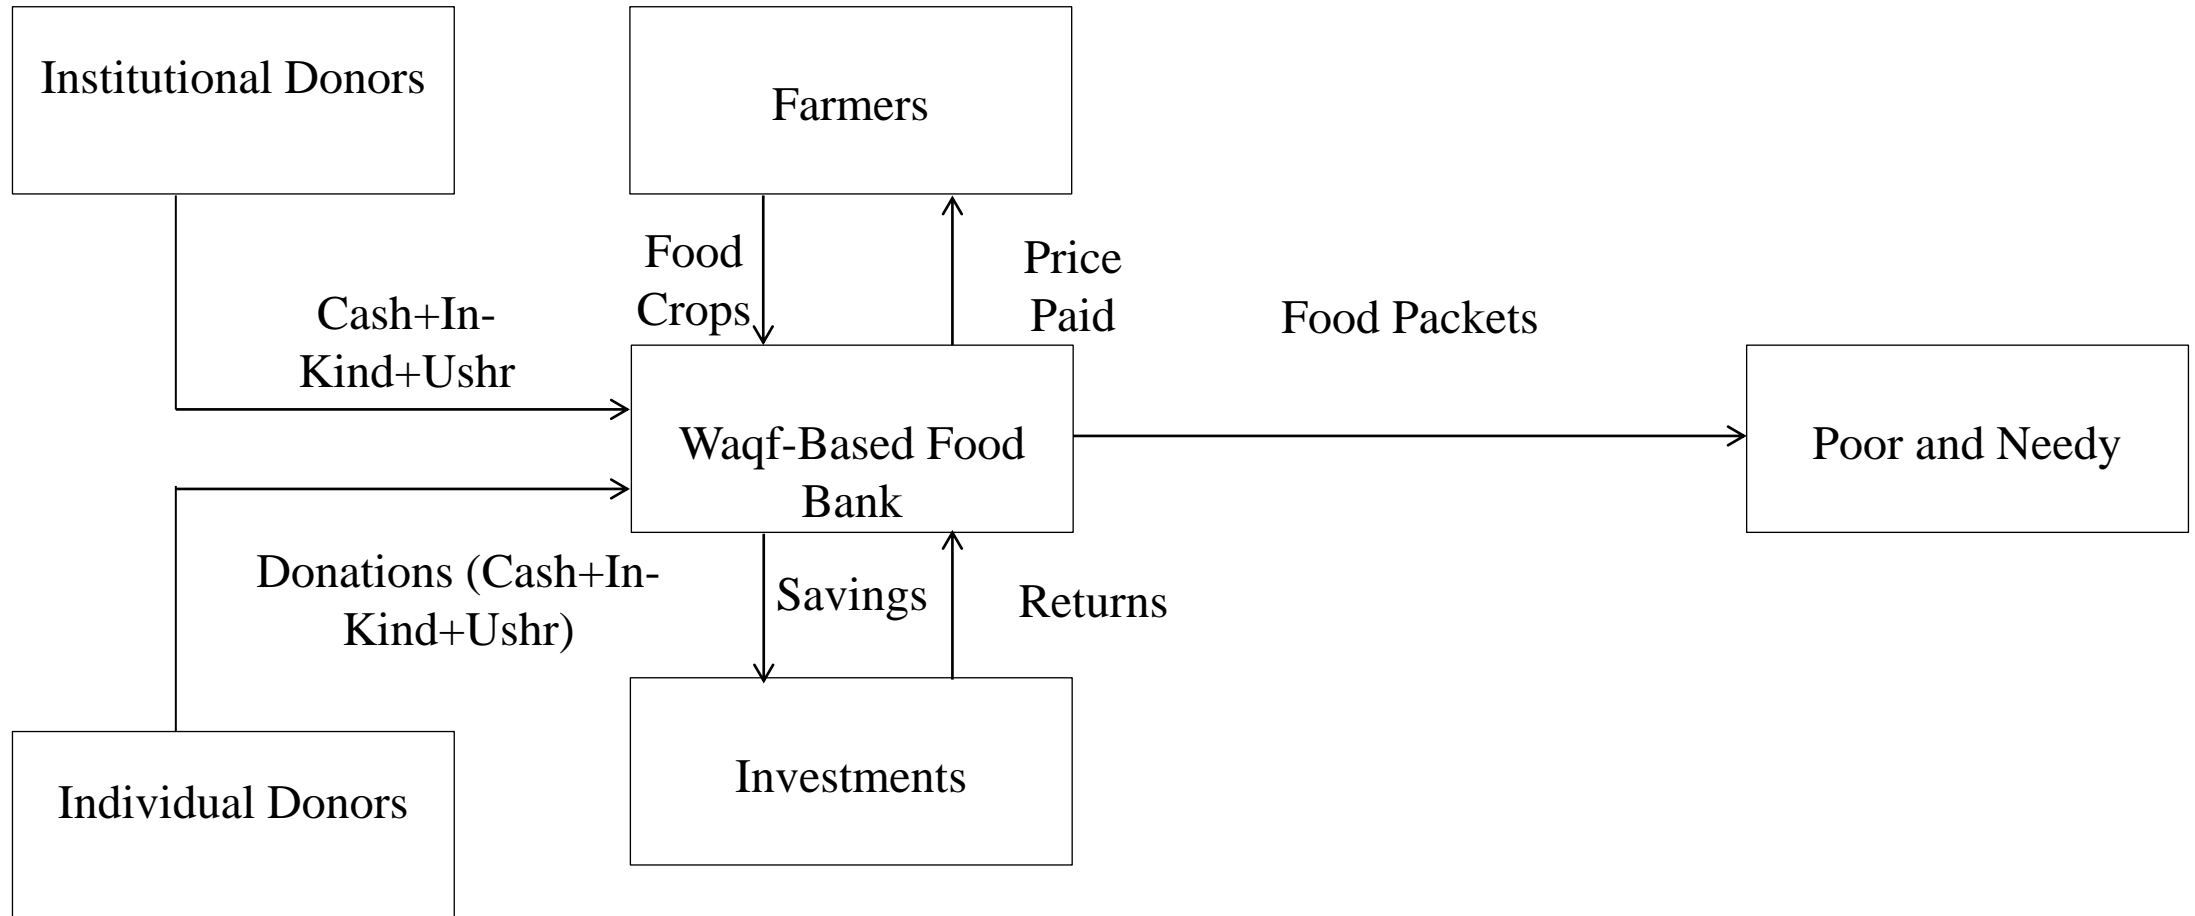 Institutional Donors
Farmers
Food
Crops
Price
Paid
Cash+In-
Kind+Ushr
Food Packets
Waqf-Based Food
Bank
Poor and Needy
Donations (Cash+In-
Kind+Ushr)
Savings
Returns
Investments
Individual Donors